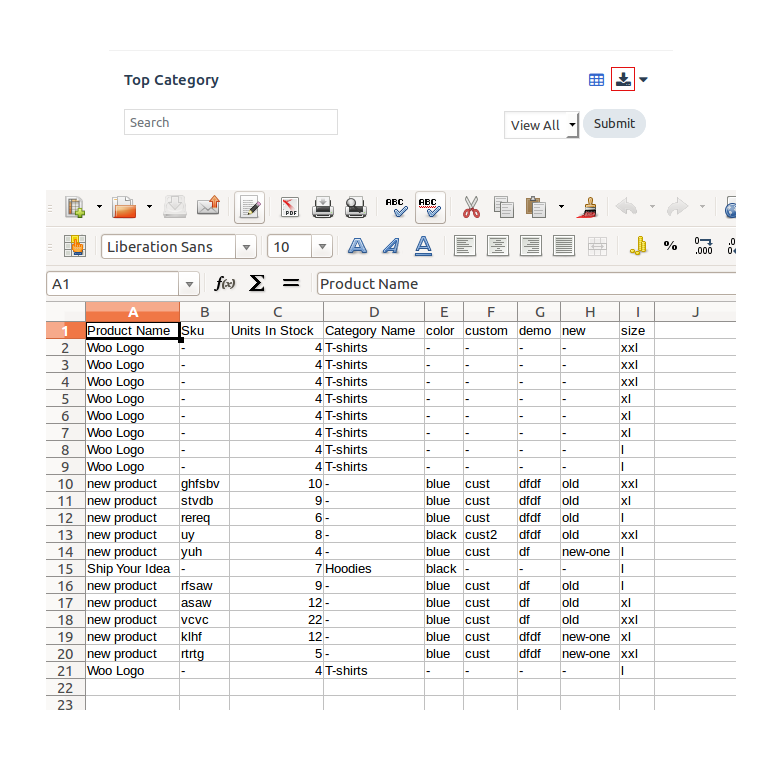 Top Category
Search View All Submit
PDF ABC ABC
Liberation Sans 10 % .000
A1 f(x) Σ = Product Name
A B C D E F G H I J
1 Product Name Sku Units In Stock Category Name color custom demo new size
2 Woo Logo - 4 T-shirts - - - - xxl
3 Woo Logo - 4 T-shirts - - - - xxl
4 Woo Logo - 4 T-shirts - - - - xxl
5 Woo Logo - 4 T-shirts - - - - xl
6 Woo Logo - 4 T-shirts - - - - xl
7 Woo Logo - 4 T-shirts - - - - xl
8 Woo Logo - 4 T-shirts - - - - l
9 Woo Logo - 4 T-shirts - - - - l
10 new product ghfsbv 10 - blue cust dfdf old xxl
11 new product stvdb 9 - blue cust dfdf old xl
12 new product rereq 6 - blue cust dfdf old l
13 new product uy 8 - black cust2 dfdf old xxl
14 new product yuh 4 - blue cust df new-one l
15 Ship Your Idea - 7 Hoodies black - - - l
16 new product rfsaw 9 - blue cust df old l
17 new product asaw 12 - blue cust df old xl
18 new product vcvc 22 - blue cust df old xxl
19 new product klhf 12 - blue cust dfdf new-one xl
20 new product rtrtg 5 - blue cust dfdf new-one xxl
21 Woo Logo - 4 T-shirts - - - - l
22
23